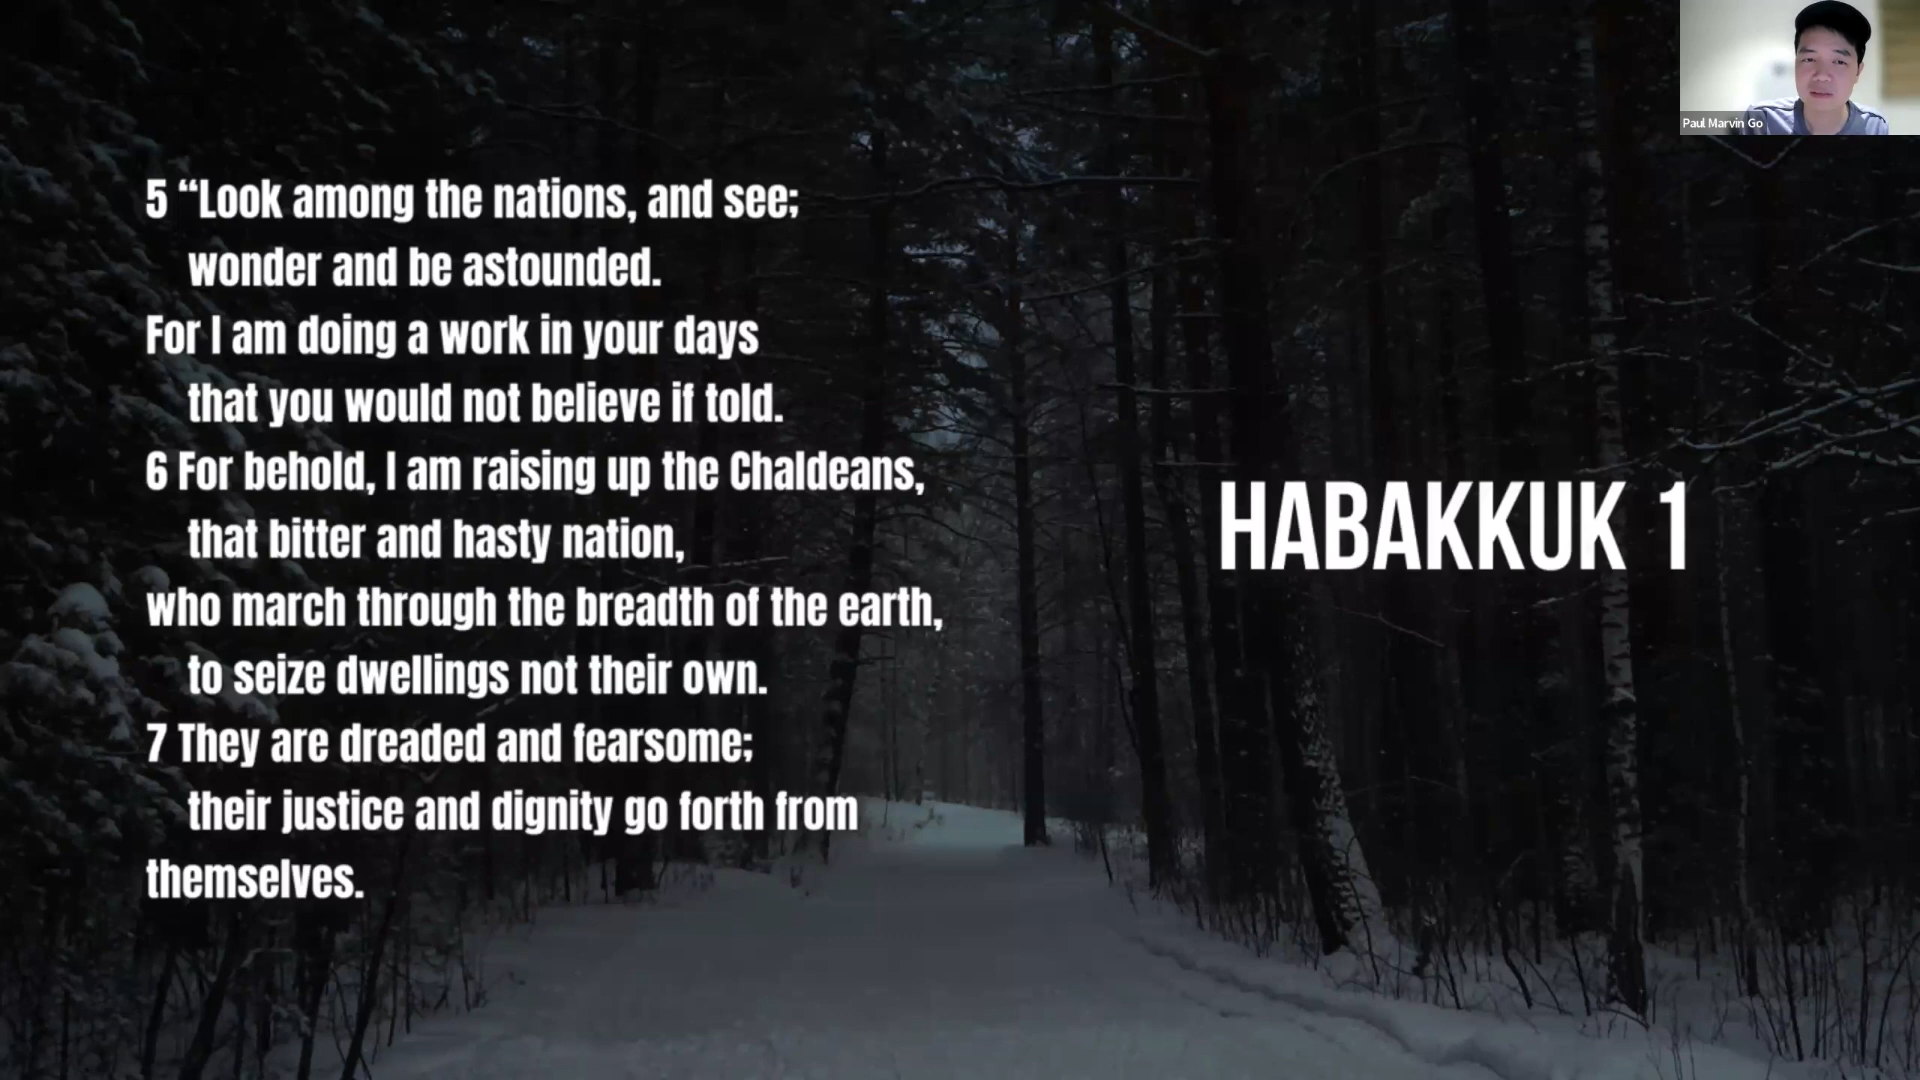 Paul Marvin Go
5 “Look among the nations, and see;
wonder and be astounded.
For I am doing a work in your days
that you would not believe if told.
6 For behold, I am raising up the Chaldeans,
that bitter and hasty nation,
who march through the breadth of the earth,
to seize dwellings not their own.
7 They are dreaded and fearsome;
their justice and dignity go forth from
themselves.
HABAKKUK 1